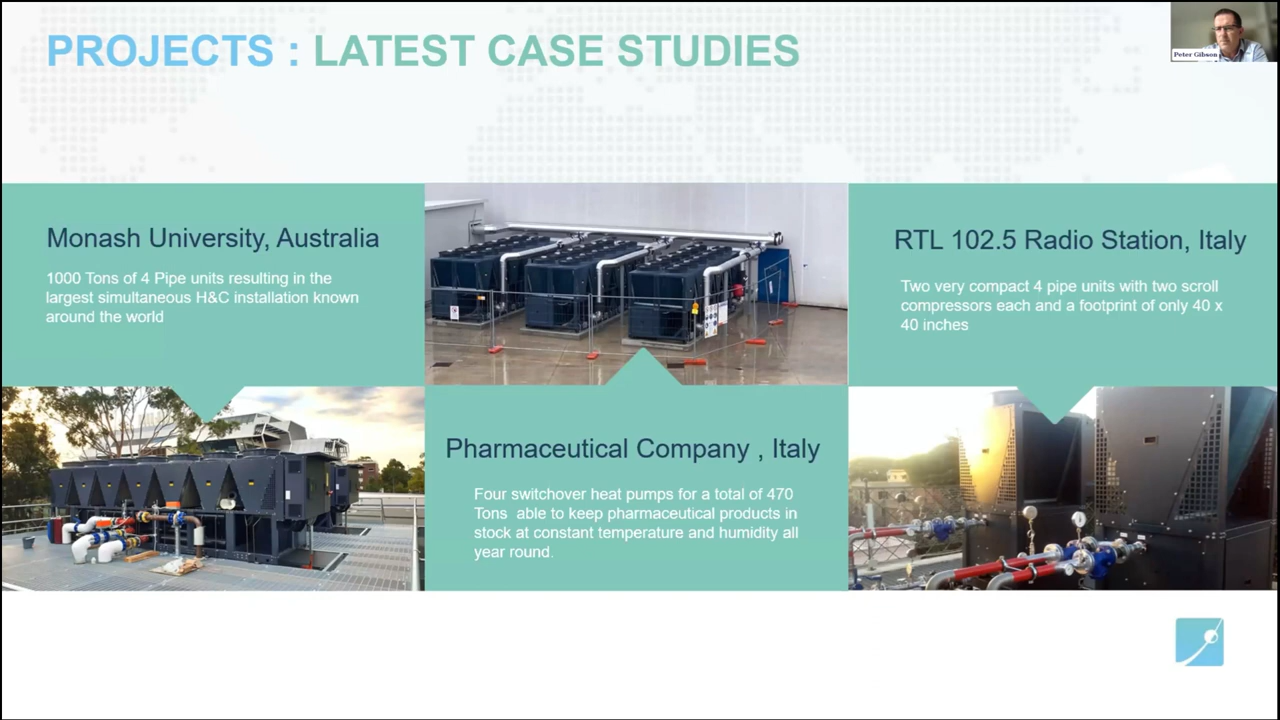 PROJECTS : LATEST CASE STUDIES
Peter Gibson
Monash University, Australia
1000 Tons of 4 Pipe units resulting in the
largest simultaneous H&C installation known
around the world
Pharmaceutical Company , Italy
Four switchover heat pumps for a total of 470
Tons  able to keep pharmaceutical products in
stock at constant temperature and humidity all
year round.
RTL 102.5 Radio Station, Italy
Two very compact 4 pipe units with two scroll
compressors each and a footprint of only 40 x
40 inches